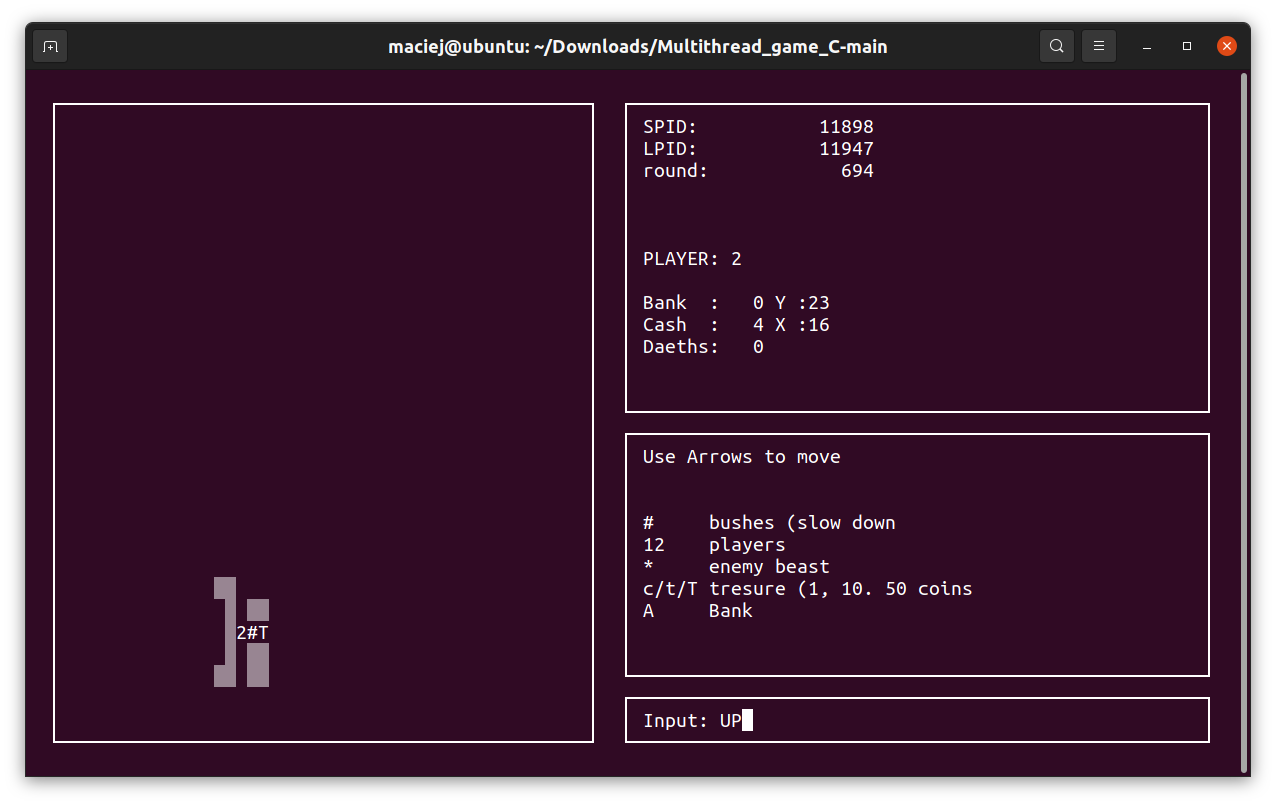 maciej@ubuntu: ~/Downloads/Multithread_game_C-main
SPID: 11898
LPID: 11947
round: 694
PLAYER: 2
Bank : 0 Y :23
Cash : 4 X :16
Daeths: 0
Use Arrows to move
# bushes (slow down
12 players
* enemy beast
c/t/T tresure (1, 10. 50 coins
A Bank
2#T
Input: UP